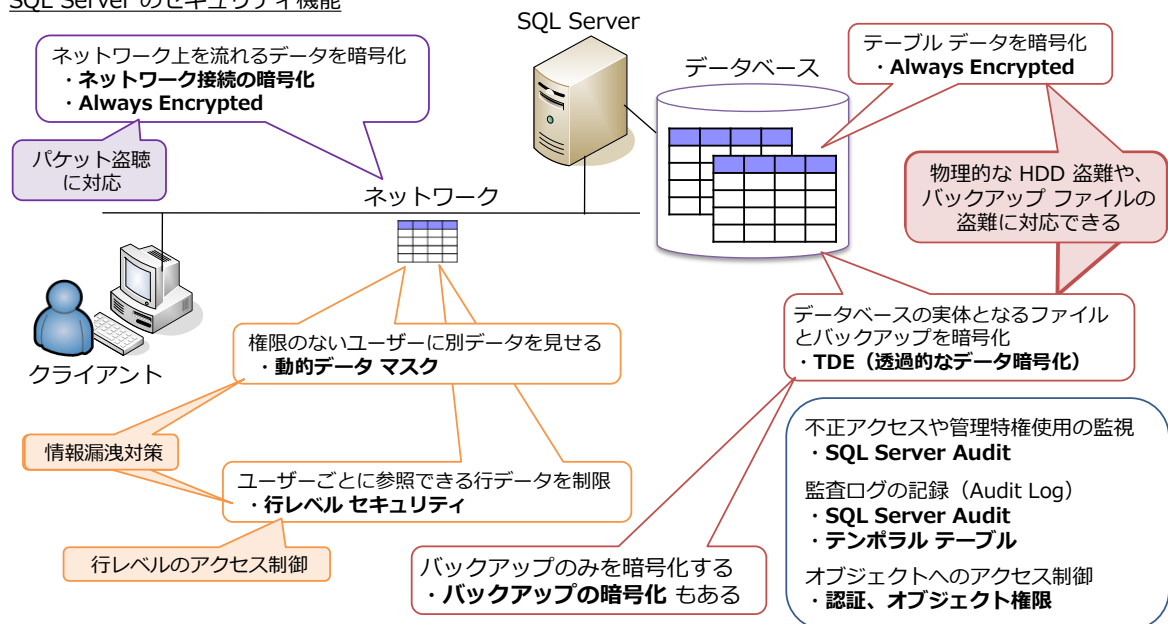 SQL Server のセキュリティ機能
SQL Server
ネットワーク上を流れるデータを暗号化
・ネットワーク接続の暗号化
・Always Encrypted
パケット盗聴
に対応
データベース
テーブル データを暗号化
・Always Encrypted
物理的な HDD 盗難や、
バックアップ ファイルの
盗難に対応できる
ネットワーク
クライアント
権限のないユーザーに別データを見せる
・動的データ マスク
情報漏洩対策
ユーザーごとに参照できる行データを制限
・行レベル セキュリティ
行レベルのアクセス制御
データベースの実体となるファイル
とバックアップを暗号化
・TDE（透過的なデータ暗号化）
バックアップのみを暗号化する
・バックアップの暗号化 もある
不正アクセスや管理特権使用の監視
・SQL Server Audit
監査ログの記録（Audit Log）
・SQL Server Audit
・テンポラル テーブル
オブジェクトへのアクセス制御
・認証、オブジェクト権限